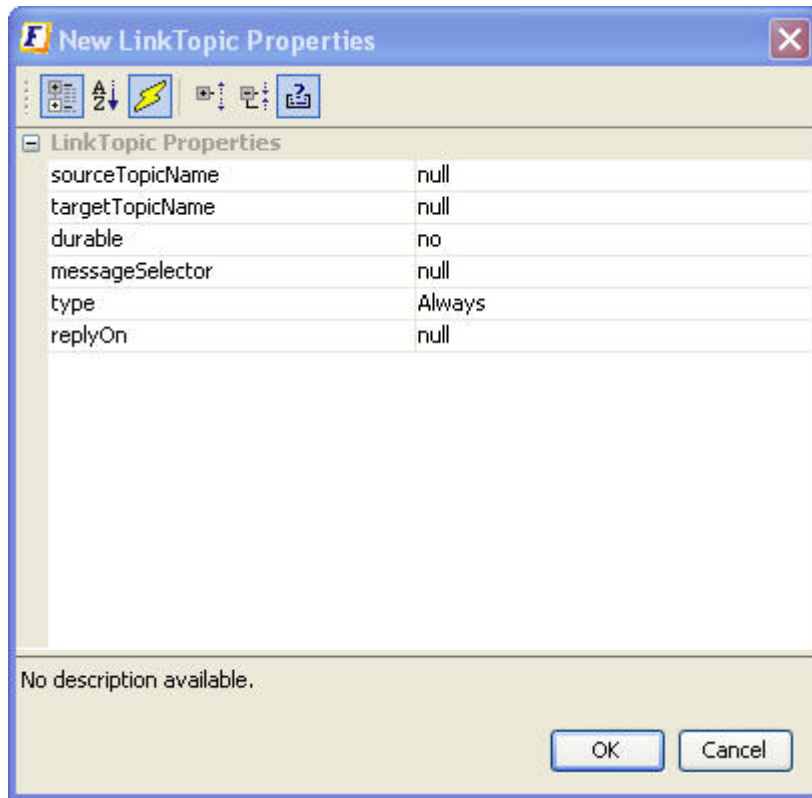 New LinkTopic Properties
LinkTopic Properties
sourceTopicName null
targetTopicName null
durable no
messageSelector null
type Always
replyOn null
No description available.
OK Cancel